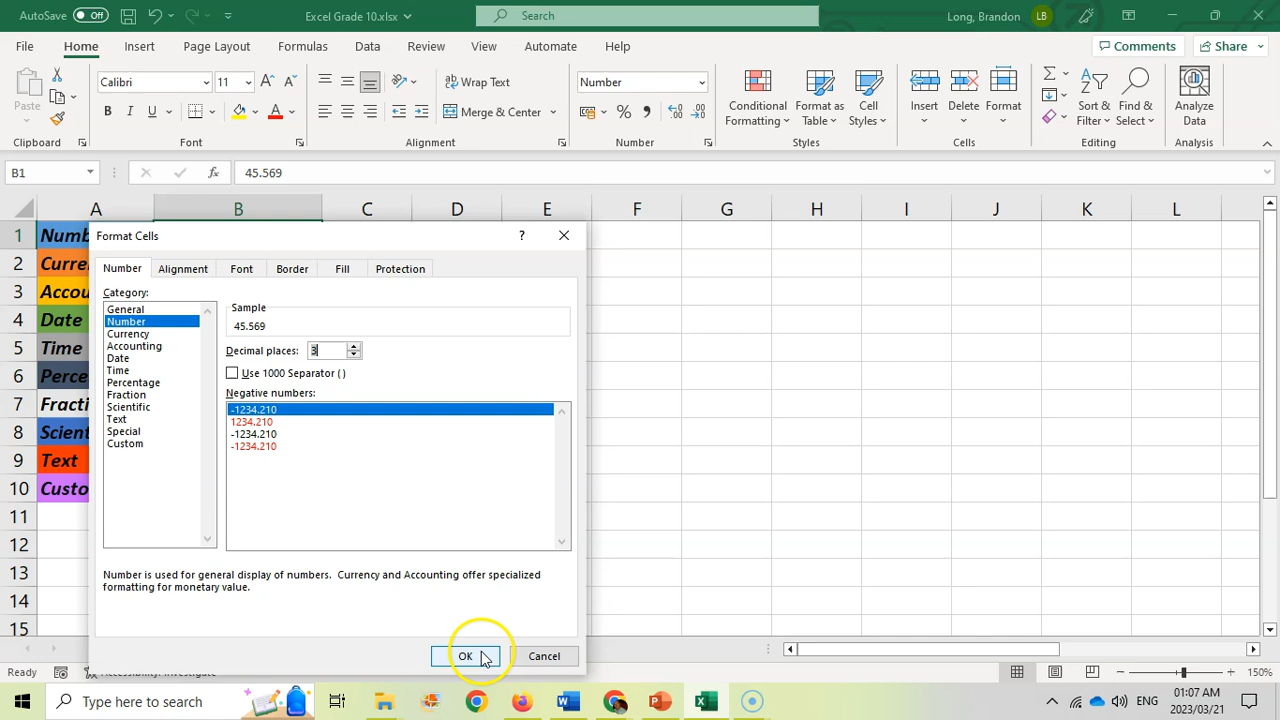 AutoSave Off Excel Grade 10.xlsx Search Long, Brandon LB
File Home Insert Page Layout Formulas Data Review View Automate Help Comments Share
Paste Calibri 11 Wrap Text Number Conditional Formatting Format as Table Cell Styles Insert Delete Format Sort & Filter Find & Select Analyze Data
B I U A Merge & Center % ,
Clipboard Font Alignment Number Styles Cells Editing Analysis
B1 fx 45.569
A B C D E F G H I J K L
1 Numb
2 Curre
3 Accou
4 Date
5 Time
6 Perce
7 Fracti
8 Scient
9 Text
10 Custo
11
12
13
14
15
Format Cells ?
Number Alignment Font Border Fill Protection
Category:
General
Number
Currency
Accounting
Date
Time
Percentage
Fraction
Scientific
Text
Special
Custom
Sample
45.569
Decimal places: 3
Use 1000 Separator ( )
Negative numbers:
-1234.210
1234.210
-1234.210
-1234.210
Number is used for general display of numbers. Currency and Accounting offer specialized
formatting for monetary value.
OK Cancel
Ready 150%
Type here to search ENG 01:07 AM
2023/03/21